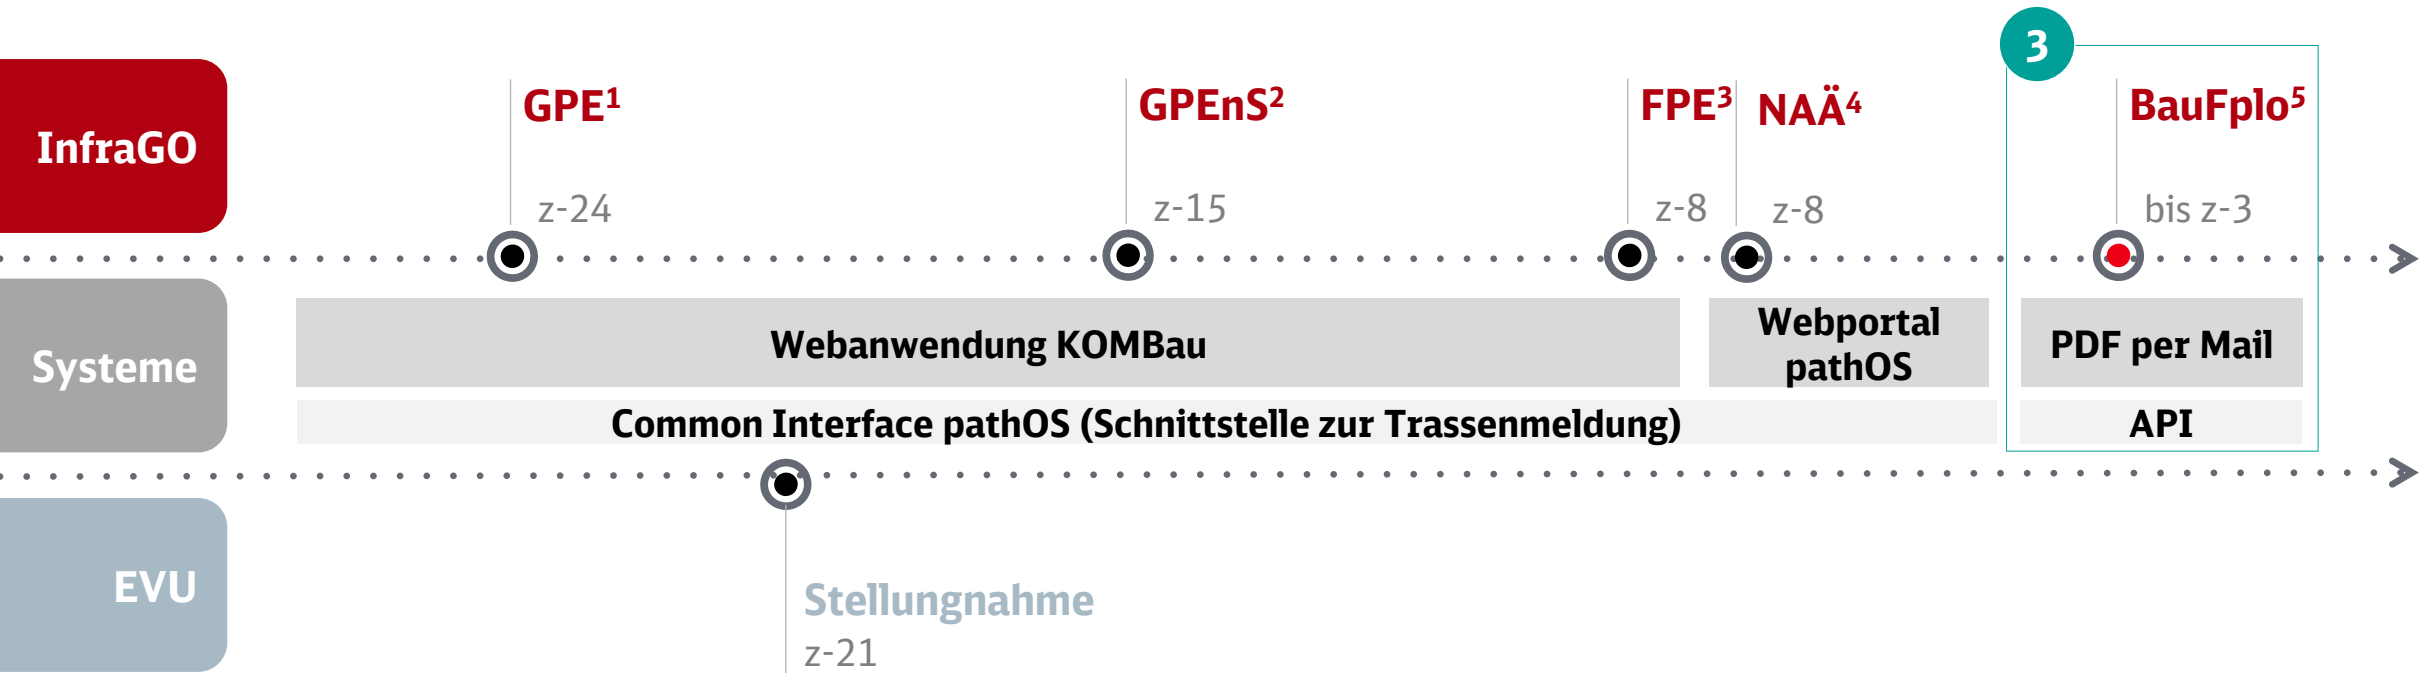 3
InfraGO
GPE¹
z-24
GPEnS²
z-15
FPE³
z-8
NAÄ⁴
z-8
BauFplo⁵
bis z-3
Systeme
Webanwendung KOMBau
Webportal
pathOS
PDF per Mail
Common Interface pathOS (Schnittstelle zur Trassenmeldung)
API
EVU
Stellungnahme
z-21